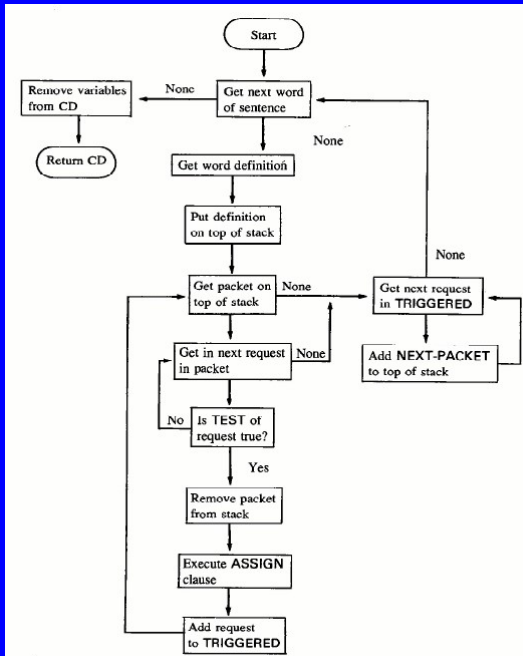 Start
Remove variables
from CD
None
Get next word
of sentence
Return CD
None
Get word definition
Put definition
on top of stack
None
Get packet on
top of stack
None
Get next request
in TRIGGERED
Get in next request
in packet
None
Add NEXT-PACKET
to top of stack
No
Is TEST of
request true?
Yes
Remove packet
from stack
Execute ASSIGN
clause
Add request
to TRIGGERED